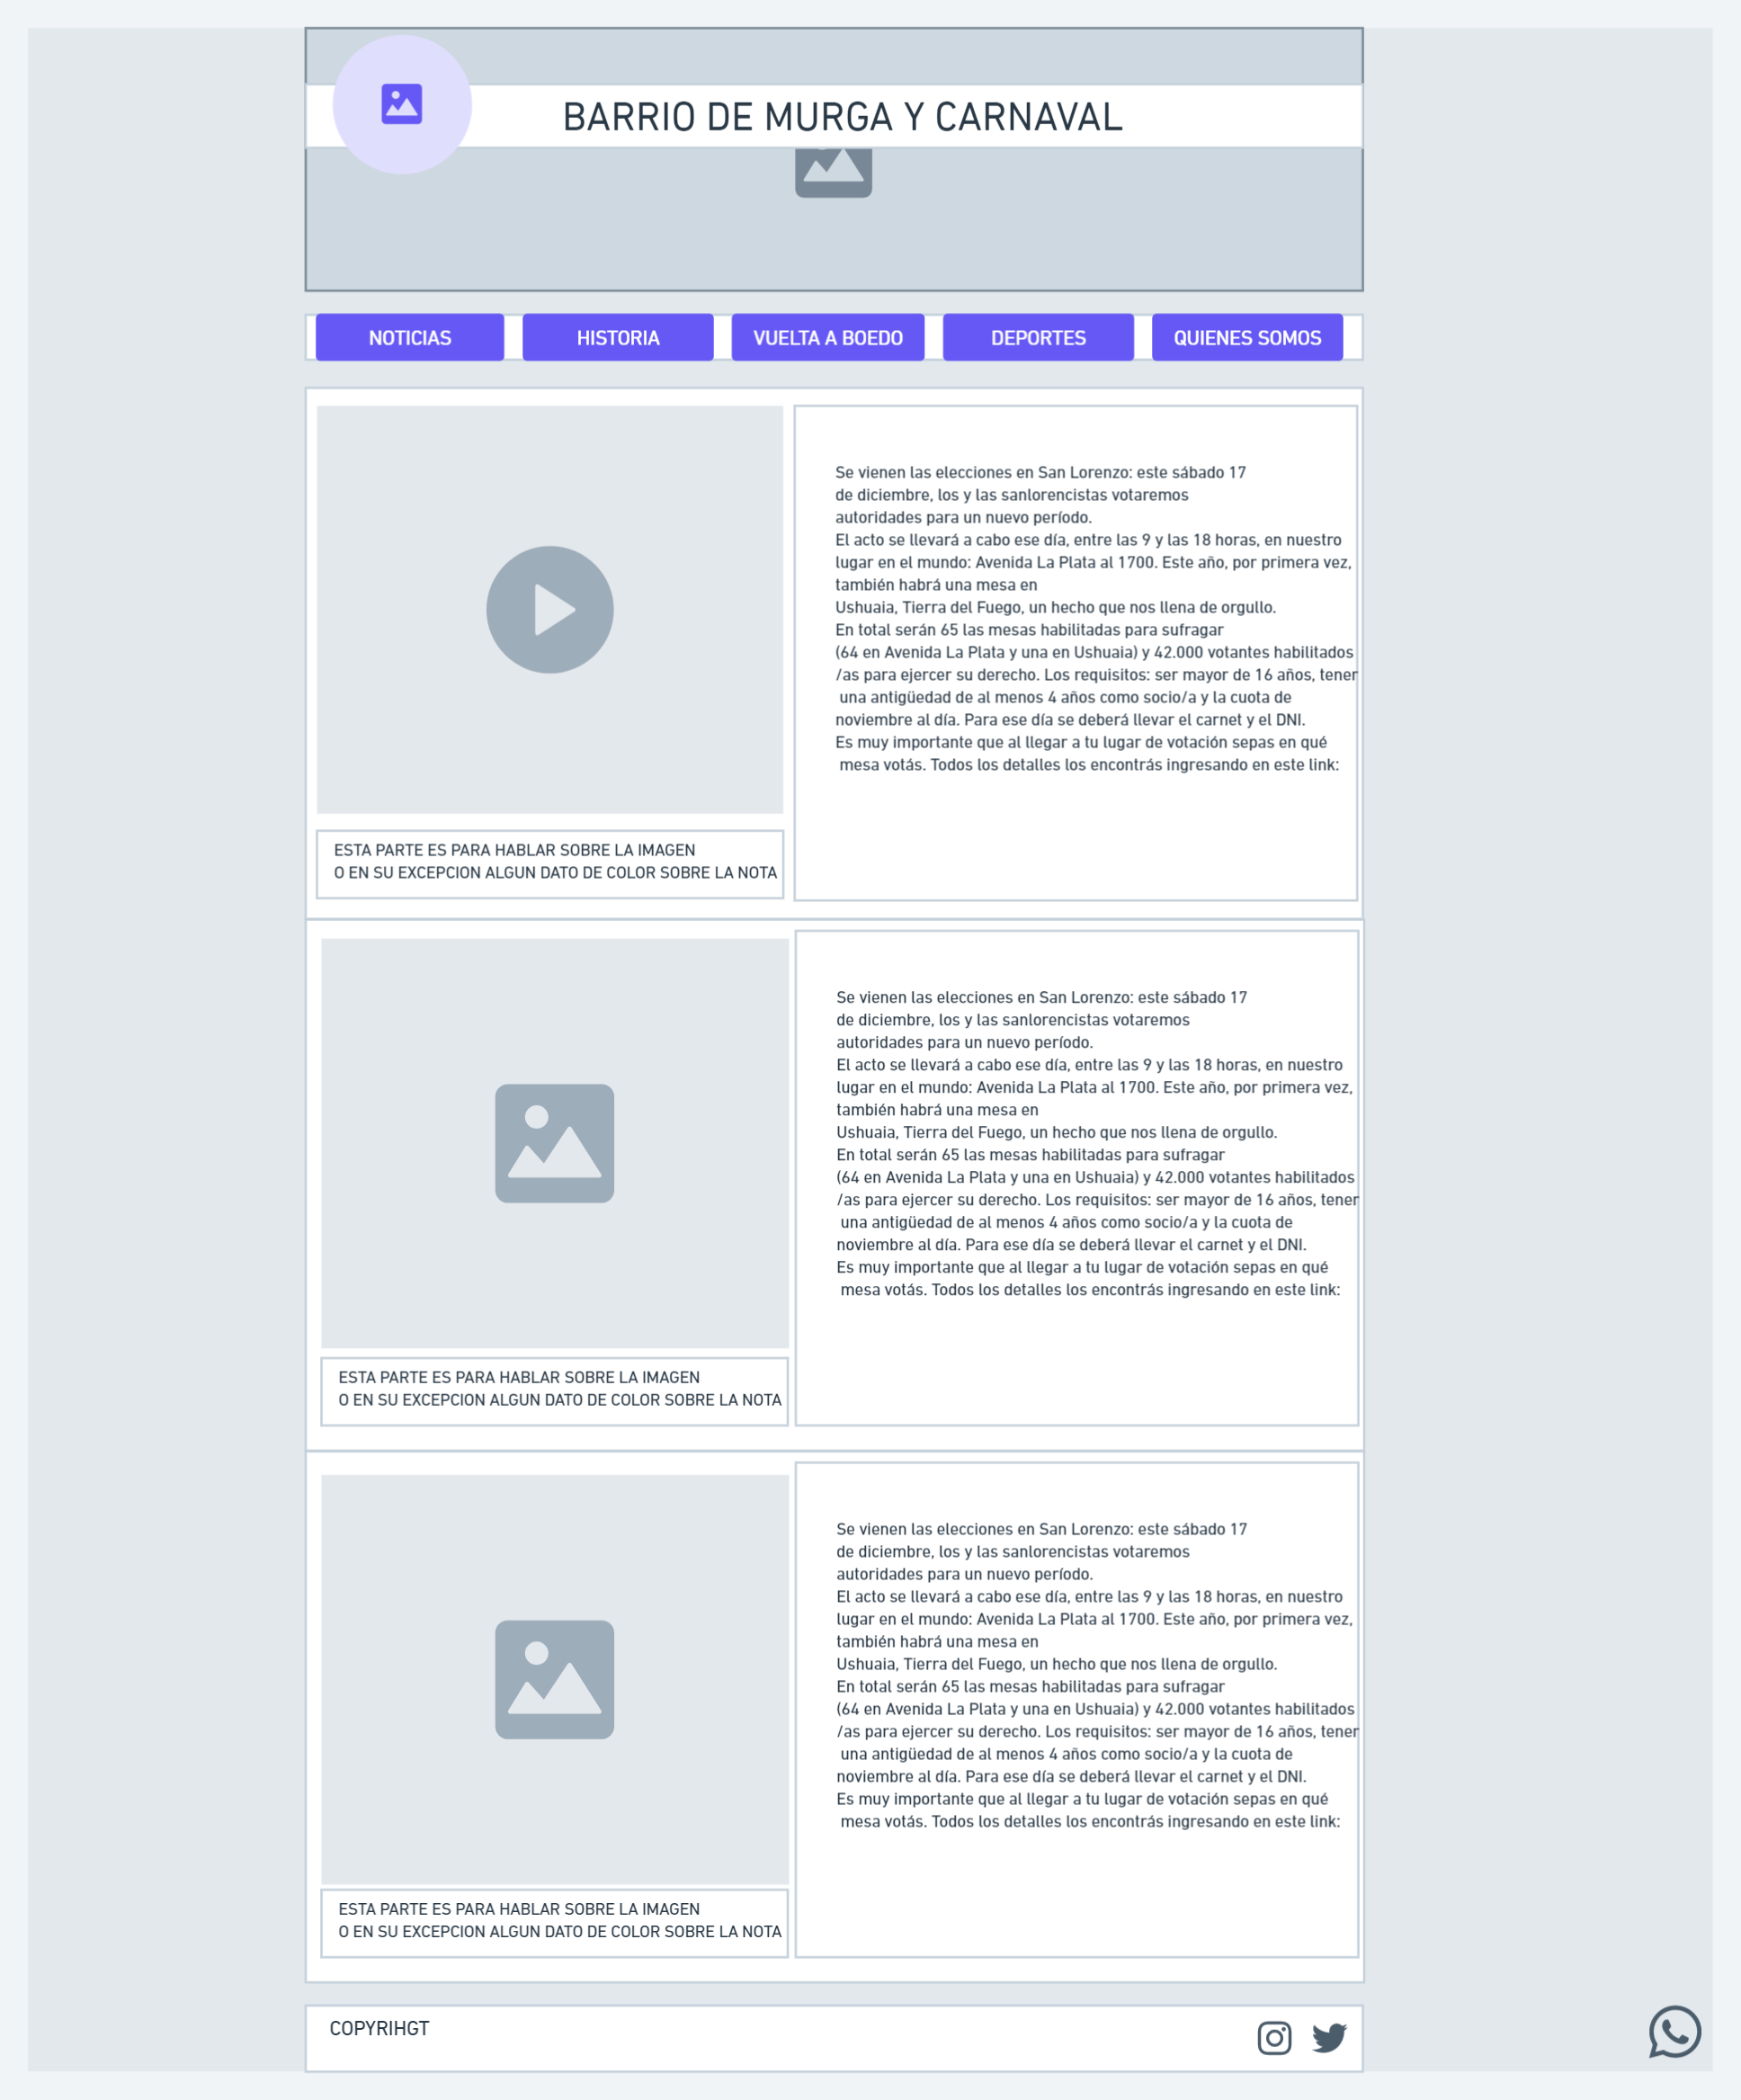 BARRIO DE MURGA Y CARNAVAL
NOTICIAS
HISTORIA
VUELTA A BOEDO
DEPORTES
QUIENES SOMOS
Se vienen las elecciones en San Lorenzo: este sábado 17
de diciembre, los y las sanlorencistas votaremos
autoridades para un nuevo período.
El acto se llevará a cabo ese día, entre las 9 y las 18 horas, en nuestro
lugar en el mundo: Avenida La Plata al 1700. Este año, por primera vez,
también habrá una mesa en
Ushuaia, Tierra del Fuego, un hecho que nos llena de orgullo.
En total serán 65 las mesas habilitadas para sufragar
(64 en Avenida La Plata y una en Ushuaia) y 42.000 votantes habilitados
/as para ejercer su derecho. Los requisitos: ser mayor de 16 años, tener
una antigüedad de al menos 4 años como socio/a y la cuota de
noviembre al día. Para ese día se deberá llevar el carnet y el DNI.
Es muy importante que al llegar a tu lugar de votación sepas en qué
mesa votás. Todos los detalles los encontrás ingresando en este link:
ESTA PARTE ES PARA HABLAR SOBRE LA IMAGEN
O EN SU EXCEPCION ALGUN DATO DE COLOR SOBRE LA NOTA
Se vienen las elecciones en San Lorenzo: este sábado 17
de diciembre, los y las sanlorencistas votaremos
autoridades para un nuevo período.
El acto se llevará a cabo ese día, entre las 9 y las 18 horas, en nuestro
lugar en el mundo: Avenida La Plata al 1700. Este año, por primera vez,
también habrá una mesa en
Ushuaia, Tierra del Fuego, un hecho que nos llena de orgullo.
En total serán 65 las mesas habilitadas para sufragar
(64 en Avenida La Plata y una en Ushuaia) y 42.000 votantes habilitados
/as para ejercer su derecho. Los requisitos: ser mayor de 16 años, tener
una antigüedad de al menos 4 años como socio/a y la cuota de
noviembre al día. Para ese día se deberá llevar el carnet y el DNI.
Es muy importante que al llegar a tu lugar de votación sepas en qué
mesa votás. Todos los detalles los encontrás ingresando en este link:
ESTA PARTE ES PARA HABLAR SOBRE LA IMAGEN
O EN SU EXCEPCION ALGUN DATO DE COLOR SOBRE LA NOTA
Se vienen las elecciones en San Lorenzo: este sábado 17
de diciembre, los y las sanlorencistas votaremos
autoridades para un nuevo período.
El acto se llevará a cabo ese día, entre las 9 y las 18 horas, en nuestro
lugar en el mundo: Avenida La Plata al 1700. Este año, por primera vez,
también habrá una mesa en
Ushuaia, Tierra del Fuego, un hecho que nos llena de orgullo.
En total serán 65 las mesas habilitadas para sufragar
(64 en Avenida La Plata y una en Ushuaia) y 42.000 votantes habilitados
/as para ejercer su derecho. Los requisitos: ser mayor de 16 años, tener
una antigüedad de al menos 4 años como socio/a y la cuota de
noviembre al día. Para ese día se deberá llevar el carnet y el DNI.
Es muy importante que al llegar a tu lugar de votación sepas en qué
mesa votás. Todos los detalles los encontrás ingresando en este link:
ESTA PARTE ES PARA HABLAR SOBRE LA IMAGEN
O EN SU EXCEPCION ALGUN DATO DE COLOR SOBRE LA NOTA
COPYRIHGT